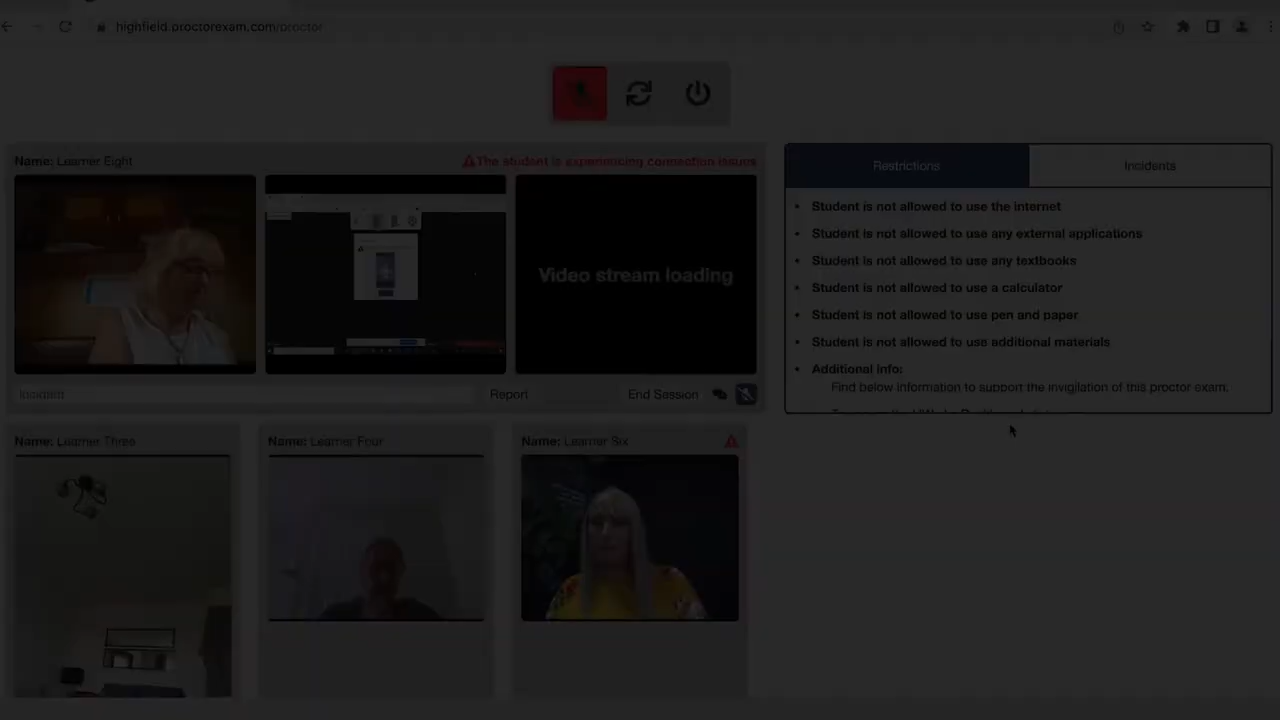 highfield.proctorexam.com/proctor
Name: Learner Eight
The student is experiencing connection issues
Video stream loading
Incident
Report
End Session
Restrictions
Incidents
Student is not allowed to use the internet
Student is not allowed to use any external applications
Student is not allowed to use any textbooks
Student is not allowed to use a calculator
Student is not allowed to use pen and paper
Student is not allowed to use additional materials
Additional info:
Find below information to support the invigilation of this proctor exam:
Name: Learner Three
Name: Learner Four
Name: Learner Six